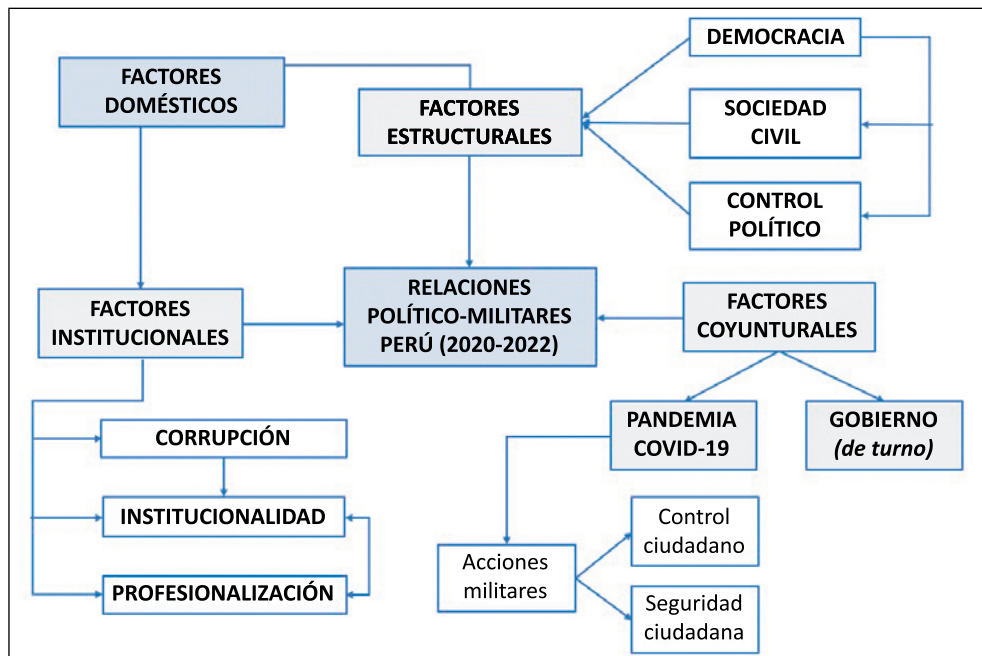 FACTORES
DOMÉSTICOS
FACTORES
ESTRUCTURALES
DEMOCRACIA
SOCIEDAD
CIVIL
CONTROL
POLÍTICO
FACTORES
INSTITUCIONALES
RELACIONES
POLÍTICO-MILITARES
PERÚ (2020-2022)
FACTORES
COYUNTURALES
CORRUPCIÓN
INSTITUCIONALIDAD
PROFESIONALIZACIÓN
PANDEMIA
COVID-19
GOBIERNO
(de turno)
Acciones
militares
Control
ciudadano
Seguridad
ciudadana